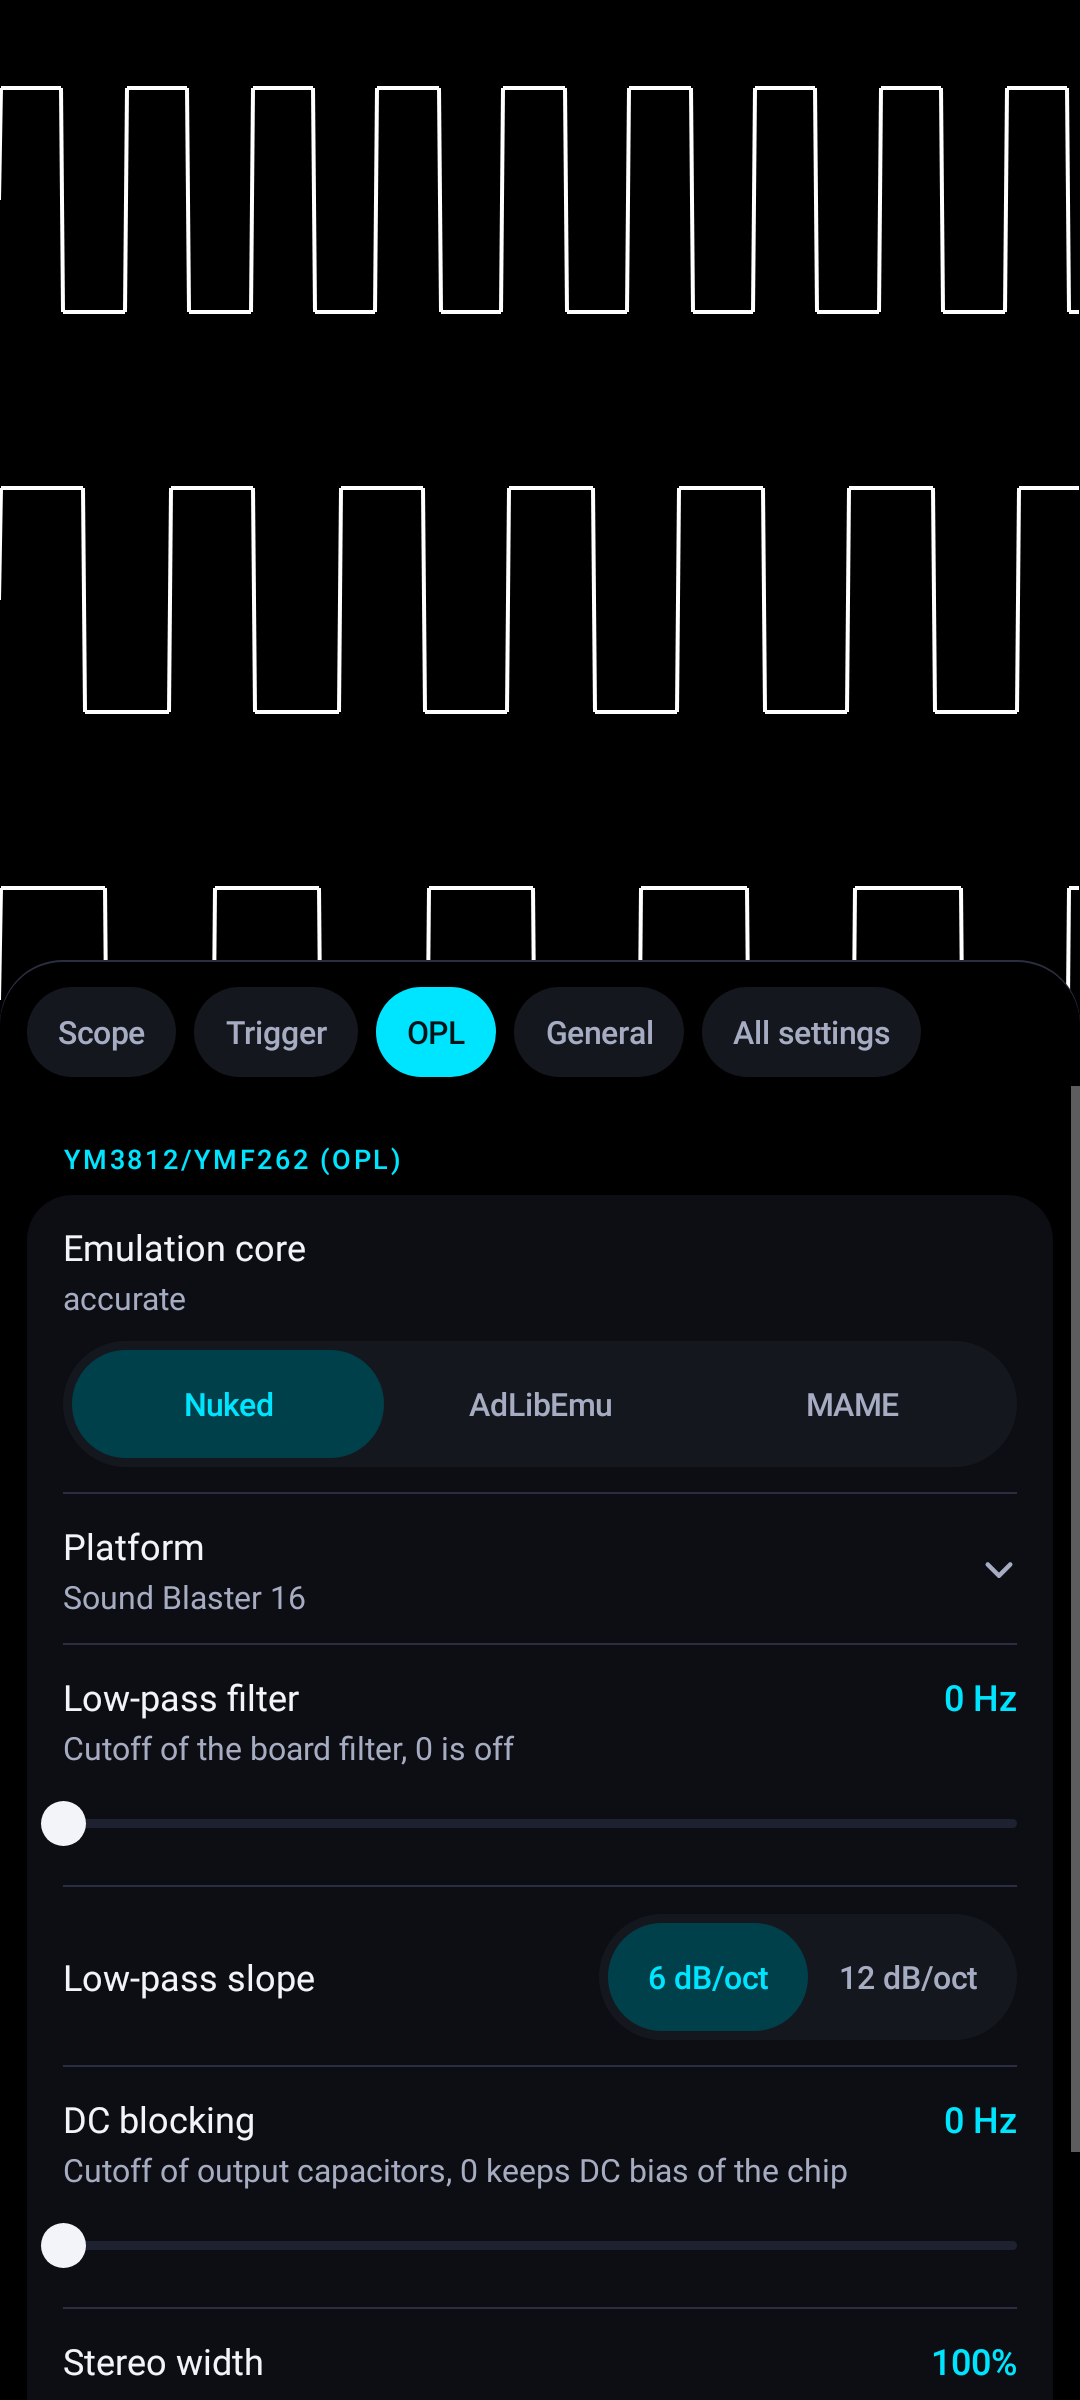 Scope
Trigger
OPL
General
All settings
YM3812/YMF262 (OPL)
Emulation core
accurate
Nuked
AdLibEmu
MAME
Platform
Sound Blaster 16
Low-pass filter
0 Hz
Cutoff of the board filter, 0 is off
Low-pass slope
6 dB/oct
12 dB/oct
DC blocking
0 Hz
Cutoff of output capacitors, 0 keeps DC bias of the chip
Stereo width
100%